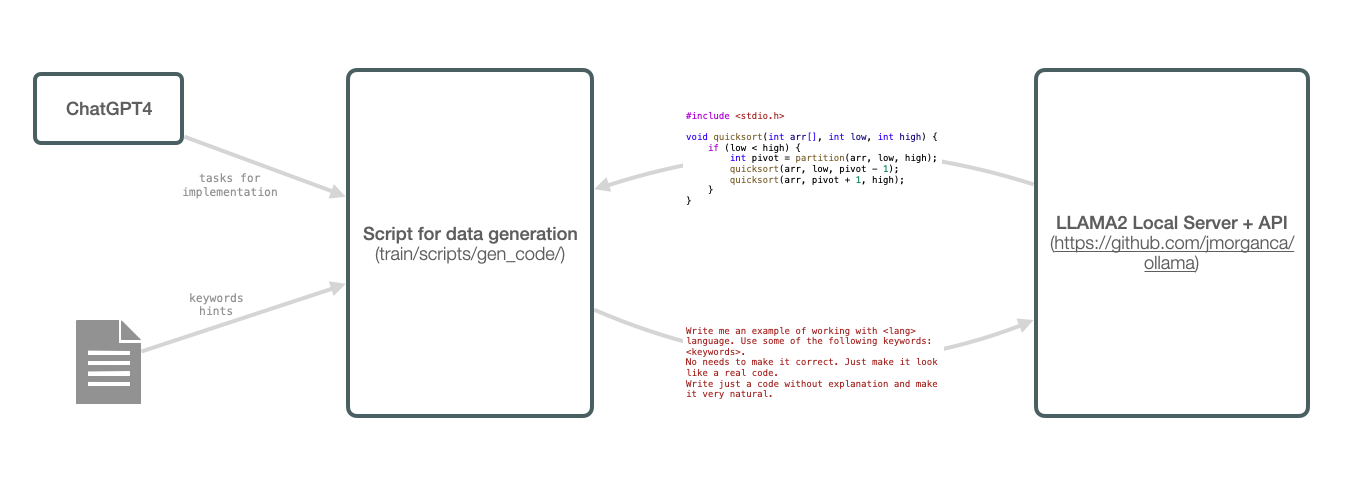 ChatGPT4
tasks for
implementation
keywords
hints
Script for data generation
(train/scripts/gen_code/)
#include <stdio.h>
void quicksort(int arr[], int low, int high) {
    if (low < high) {
        int pivot = partition(arr, low, high);
        quicksort(arr, low, pivot − 1);
        quicksort(arr, pivot + 1, high);
    }
}
Write me an example of working with <lang>
language. Use some of the following keywords:
<keywords>.
No needs to make it correct. Just make it look
like a real code.
Write just a code without explanation and make
it very natural.
LLAMA2 Local Server + API
(https://github.com/jmorganca/
ollama)